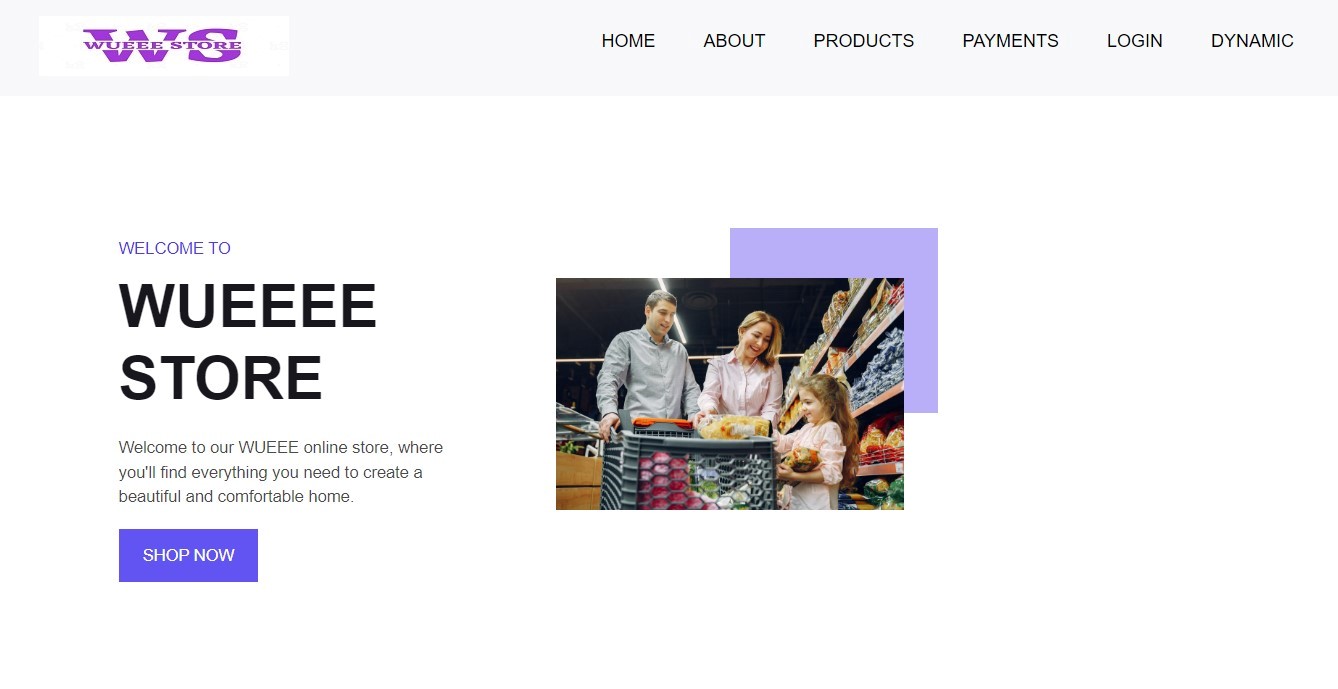 WS
WUEEE STORE
HOME ABOUT PRODUCTS PAYMENTS LOGIN DYNAMIC
WELCOME TO
WUEEEE
STORE
Welcome to our WUEEE online store, where
you'll find everything you need to create a
beautiful and comfortable home.
SHOP NOW